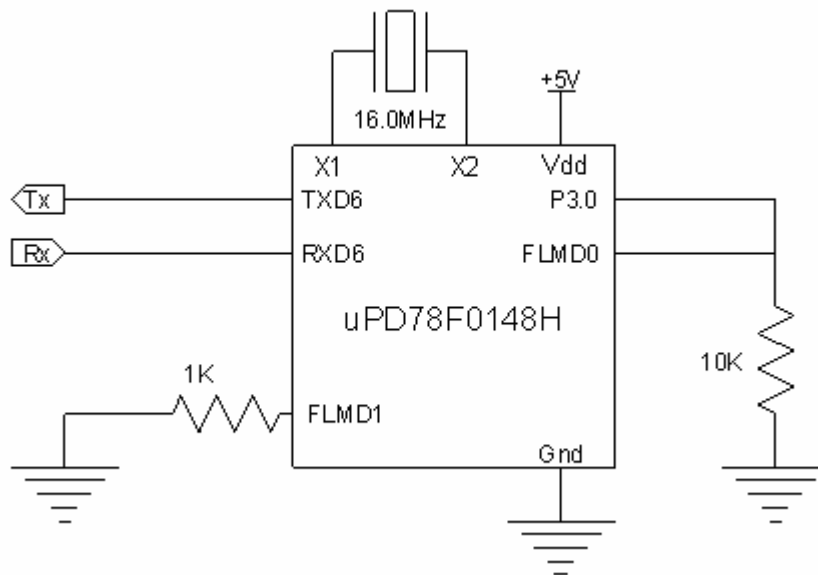 +5V
16.0MHz
X1 X2 Vdd
Tx TXD6 P3.0
Rx RXD6 FLMD0
uPD78F0148H
1K 10K
FLMD1
Gnd